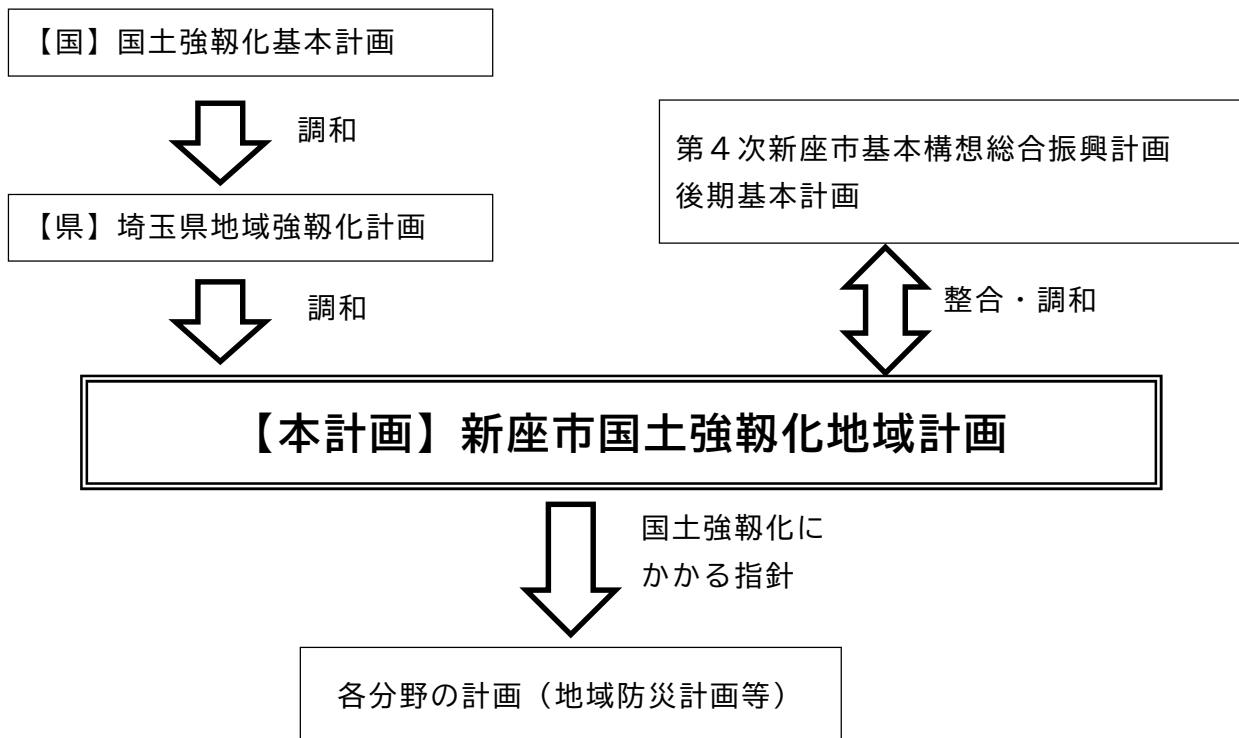 【国】国土強靱化基本計画
調和
【県】埼玉県地域強靱化計画
調和
第４次新座市基本構想総合振興計画
後期基本計画
整合・調和
【本計画】新座市国土強靱化地域計画
国土強靱化に
かかる指針
各分野の計画（地域防災計画等）